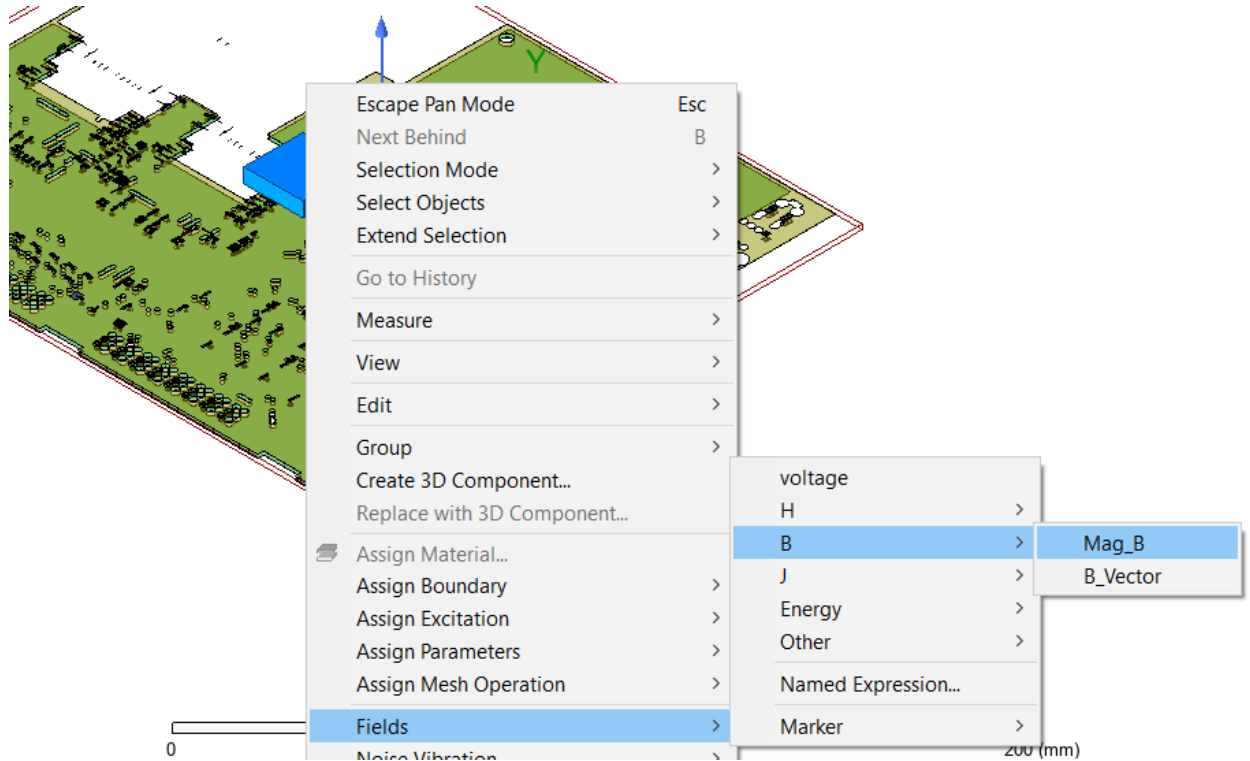 Y
Escape Pan Mode Esc
Next Behind B
Selection Mode
Select Objects
Extend Selection
Go to History
Measure
View
Edit
Group
Create 3D Component...
Replace with 3D Component...
Assign Material...
Assign Boundary
Assign Excitation
Assign Parameters
Assign Mesh Operation
Fields
Noise Vibration
voltage
H
B
J
Energy
Other
Named Expression...
Marker
Mag_B
B_Vector
0
200 (mm)